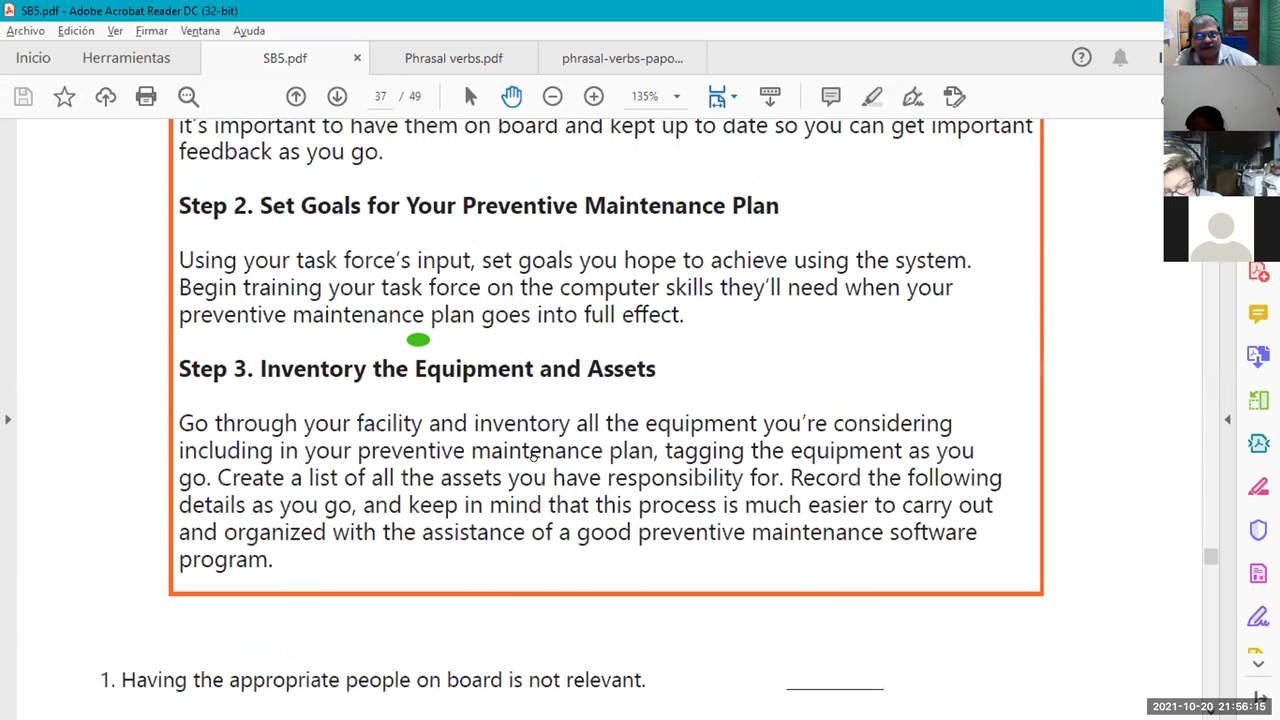 SB5.pdf - Adobe Acrobat Reader DC (32-bit)
Archivo Edición Ver Firmar Ventana Ayuda
Inicio Herramientas SB5.pdf × Phrasal verbs.pdf phrasal-verbs-papo...
37 / 49 135%
it's important to have them on board and kept up to date so you can get important
feedback as you go.
Step 2. Set Goals for Your Preventive Maintenance Plan
Using your task force's input, set goals you hope to achieve using the system.
Begin training your task force on the computer skills they'll need when your
preventive maintenance plan goes into full effect.
Step 3. Inventory the Equipment and Assets
Go through your facility and inventory all the equipment you're considering
including in your preventive maintenance plan, tagging the equipment as you
go. Create a list of all the assets you have responsibility for. Record the following
details as you go, and keep in mind that this process is much easier to carry out
and organized with the assistance of a good preventive maintenance software
program.
1. Having the appropriate people on board is not relevant. ________
2021-10-20 21:56:15